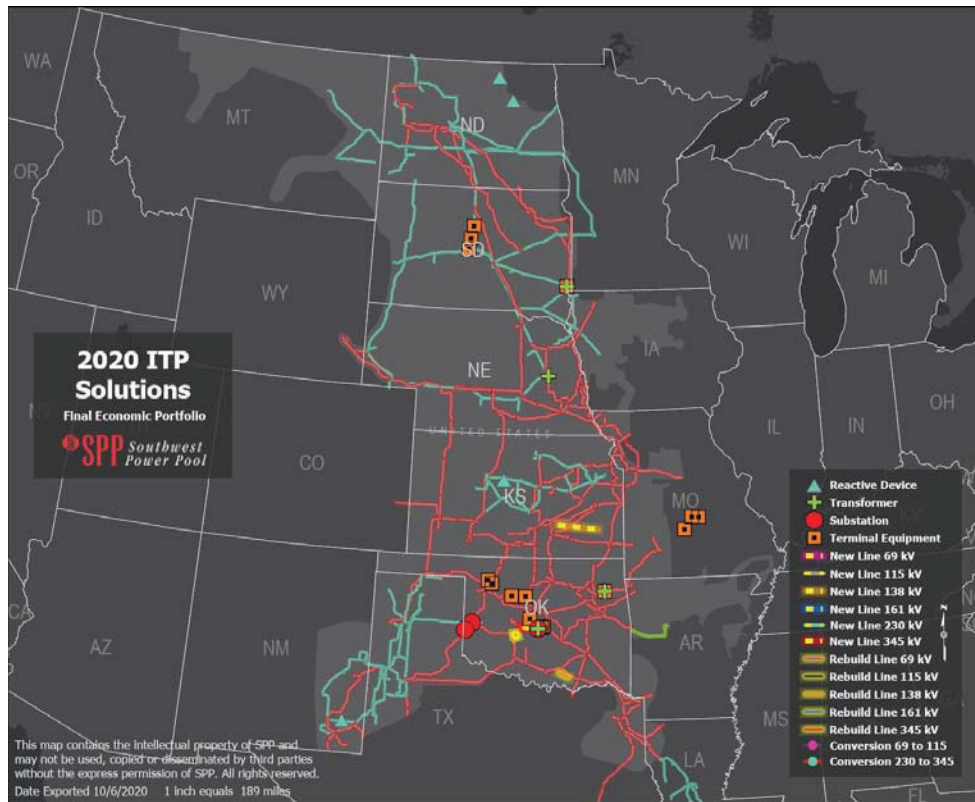 WA
MT
ND
OR
MN
ID
SD
WI
MI
WY
2020 ITP
Solutions
Final Economic Portfolio
SPP Southwest
Power Pool
NE
IA
UNITED STATES
IL
IN
OH
CO
KS
MO
Reactive Device
Transformer
Substation
Terminal Equipment
New Line 69 kV
New Line 115 kV
New Line 138 kV
New Line 161 kV
New Line 230 kV
New Line 345 kV
Rebuild Line 69 kV
Rebuild Line 115 kV
Rebuild Line 138 kV
Rebuild Line 161 kV
Rebuild Line 345 kV
Conversion 69 to 115
Conversion 230 to 345
N
CA
OK
AZ
NM
AR
TX
MS
LA
This map contains the intellectual property of SPP and
may not be used, copied or disseminated by third parties
without the express permission of SPP. All rights reserved.
Date Exported 10/6/2020 1 inch equals 189 miles